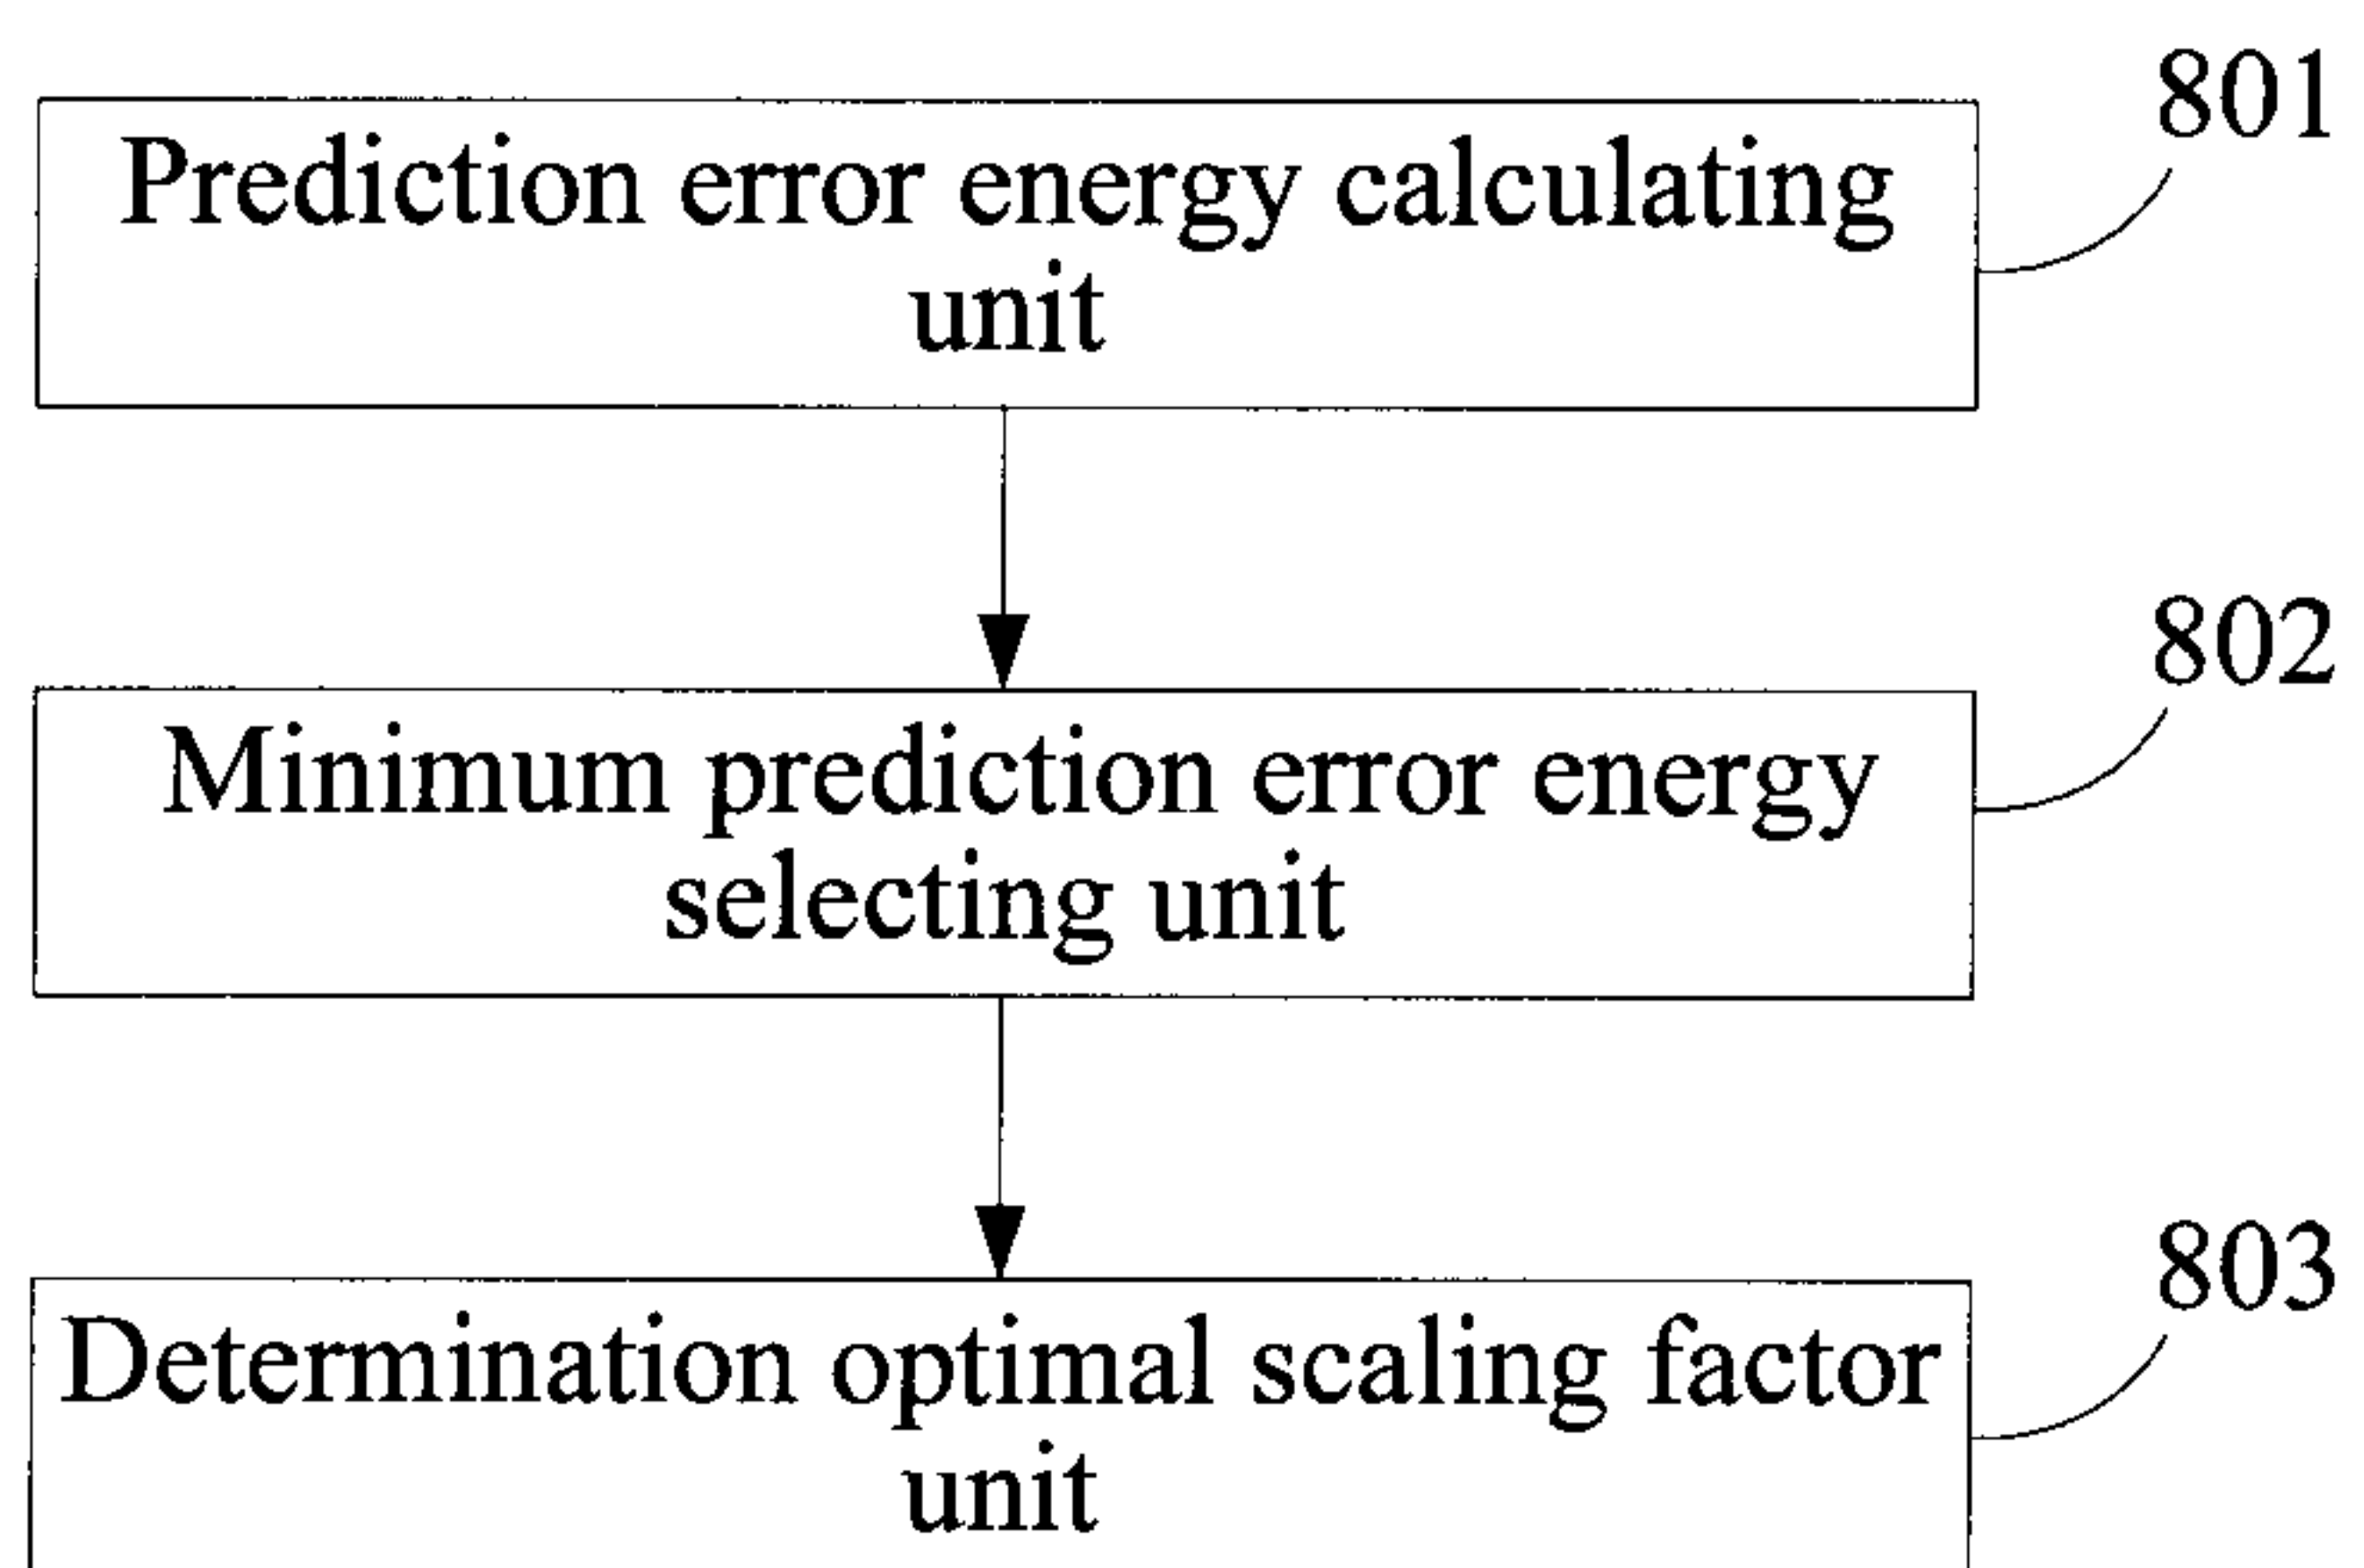 801
Prediction error energy calculating
unit
802
Minimum prediction error energy
selecting unit
803
Determination optimal scaling factor
unit